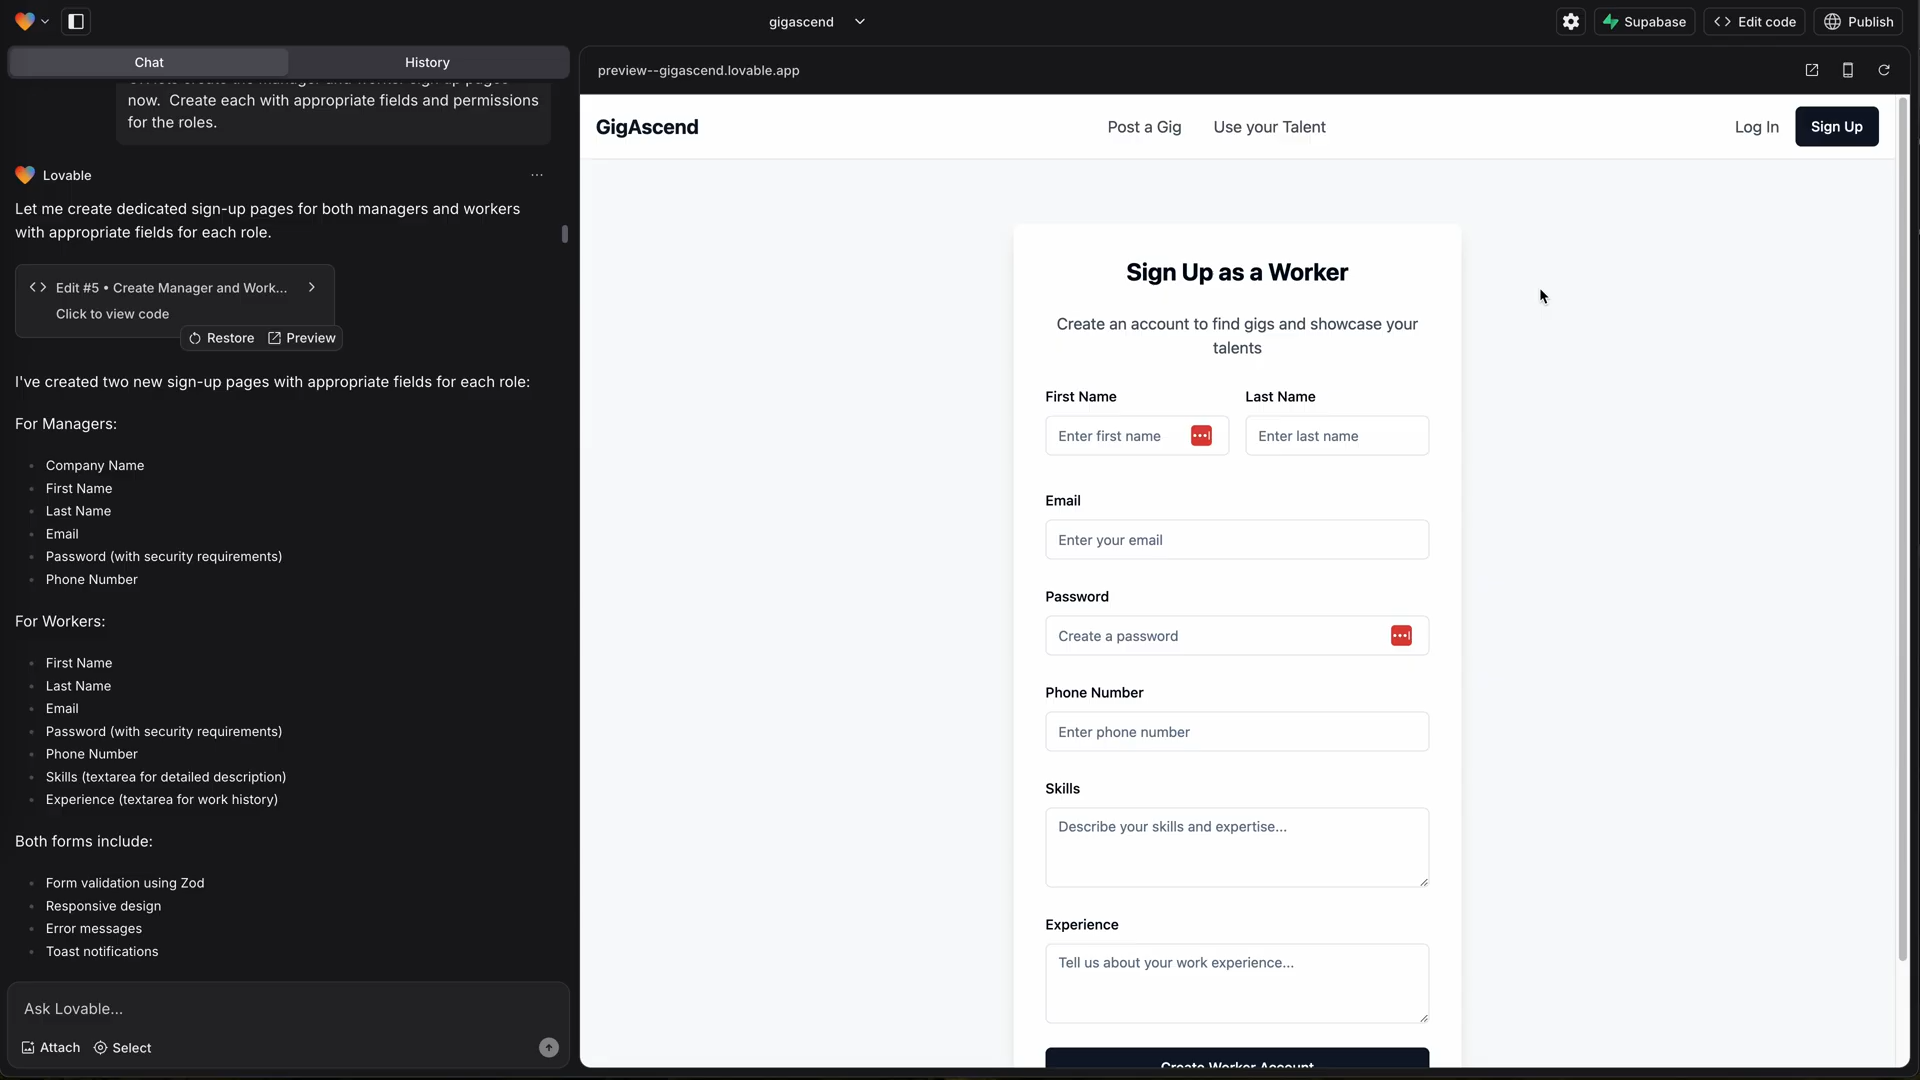 gigascend
Supabase
Edit code
Publish
Chat
History
preview--gigascend.lovable.app
now. Create each with appropriate fields and permissions
for the roles.
Lovable
Let me create dedicated sign-up pages for both managers and workers
with appropriate fields for each role.
Edit #5 • Create Manager and Work...
Click to view code
Restore
Preview
I've created two new sign-up pages with appropriate fields for each role:
For Managers:
Company Name
First Name
Last Name
Email
Password (with security requirements)
Phone Number
For Workers:
First Name
Last Name
Email
Password (with security requirements)
Phone Number
Skills (textarea for detailed description)
Experience (textarea for work history)
Both forms include:
Form validation using Zod
Responsive design
Error messages
Toast notifications
Ask Lovable...
Attach
Select
GigAscend
Post a Gig
Use your Talent
Log In
Sign Up
Sign Up as a Worker
Create an account to find gigs and showcase your
talents
First Name
Last Name
Enter first name
Enter last name
Email
Enter your email
Password
Create a password
Phone Number
Enter phone number
Skills
Describe your skills and expertise...
Experience
Tell us about your work experience...
Create Worker Account